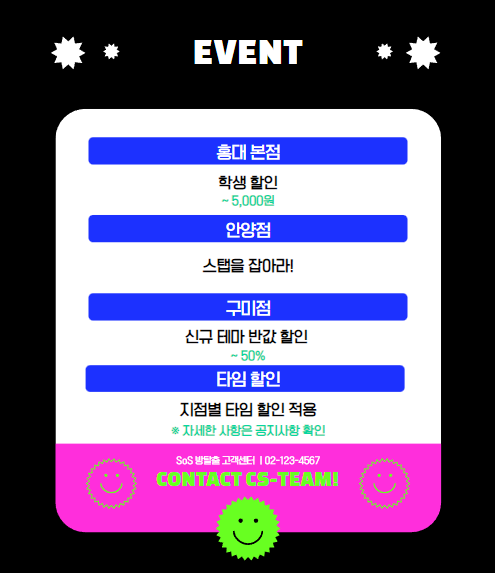 EVENT
홍대 본점
학생 할인
~ 5,000원
안양점
스탭을 잡아라!
구미점
신규 테마 반값 할인
~ 50%
타임 할인
지점별 타임 할인 적용
※ 자세한 사항은 공지사항 확인
SoS 방탈출 고객센터 | 02-123-4567
CONTACT CS-TEAM!